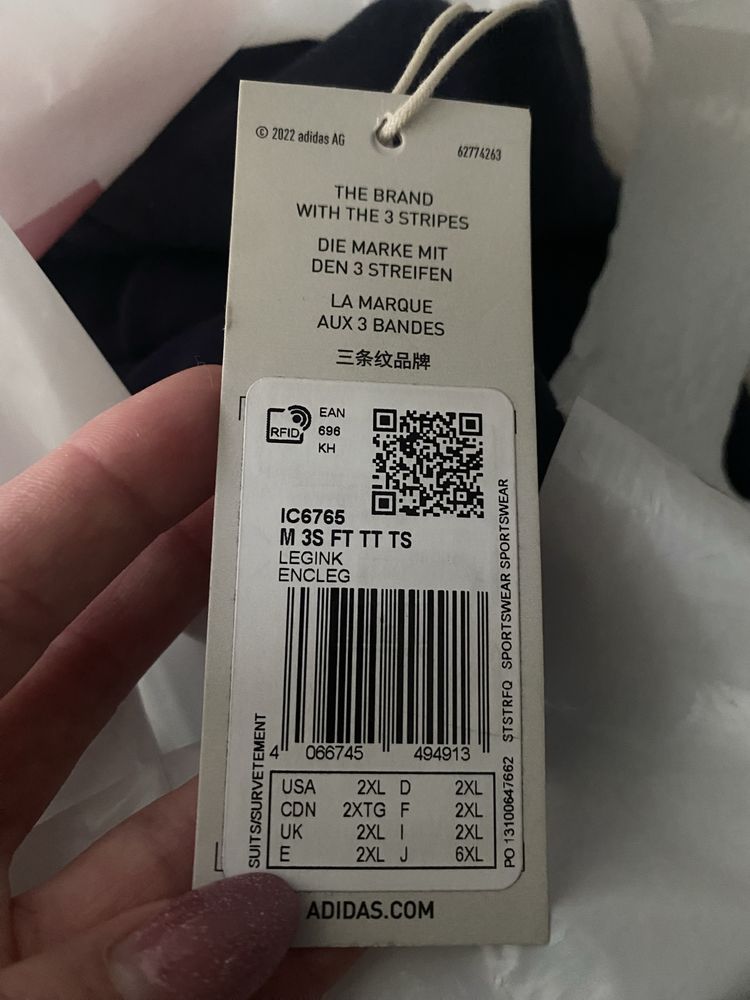 © 2022 adidas AG
62774263
THE BRAND
WITH THE 3 STRIPES
DIE MARKE MIT
DEN 3 STREIFEN
LA MARQUE
AUX 3 BANDES
三条纹品牌
RFID
EAN
696
KH
IC6765
M 3S FT TT TS
LEGINK
ENCLEG
4 066745 494913
USA 2XL D 2XL
CDN 2XTG F 2XL
UK 2XL I 2XL
E 2XL J 6XL
SUITS/SURVETEMENT
PO 13100647662 STSTRFQ SPORTSWEAR SPORTSWEAR
ADIDAS.COM